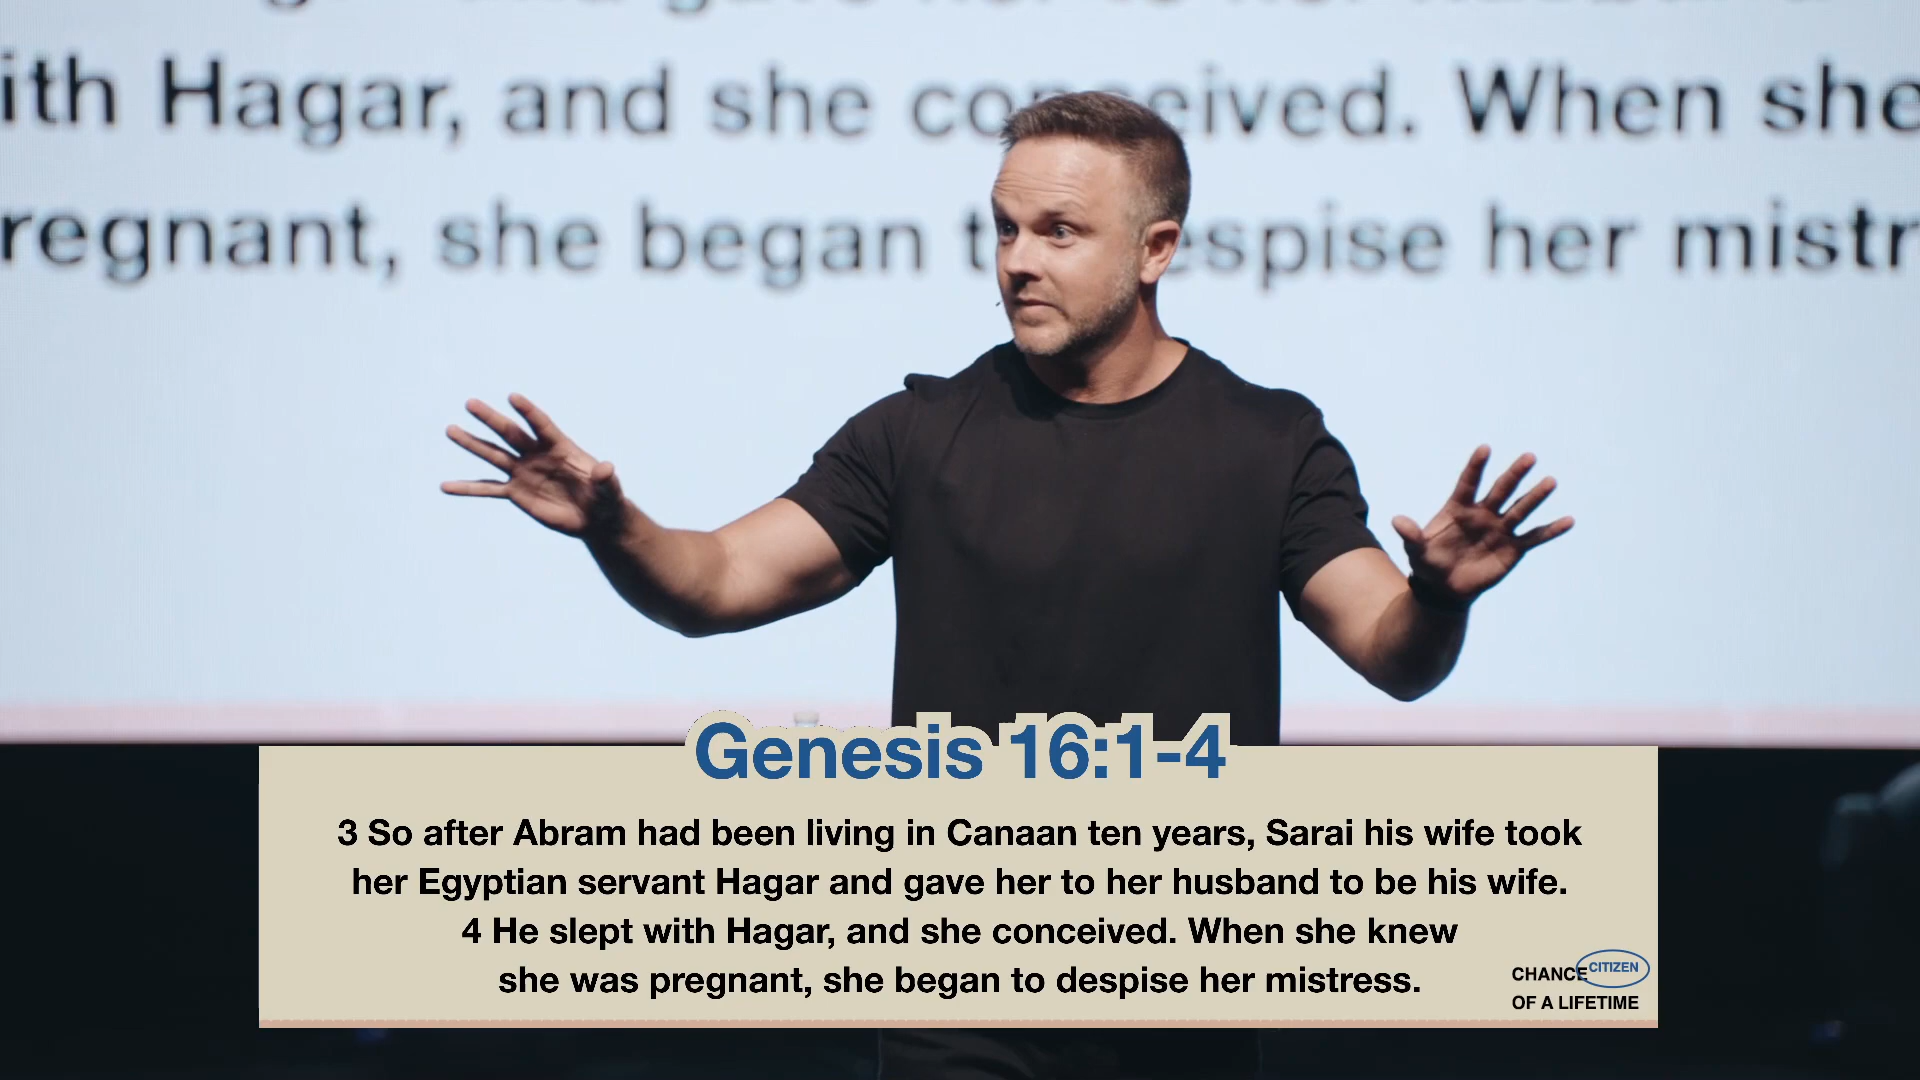 ith Hagar, and she conceived. When she
regnant, she began t espise her mistr
Genesis 16:1-4
3 So after Abram had been living in Canaan ten years, Sarai his wife took
her Egyptian servant Hagar and gave her to her husband to be his wife.
4 He slept with Hagar, and she conceived. When she knew
she was pregnant, she began to despise her mistress.
CHANCE CITIZEN
OF A LIFETIME